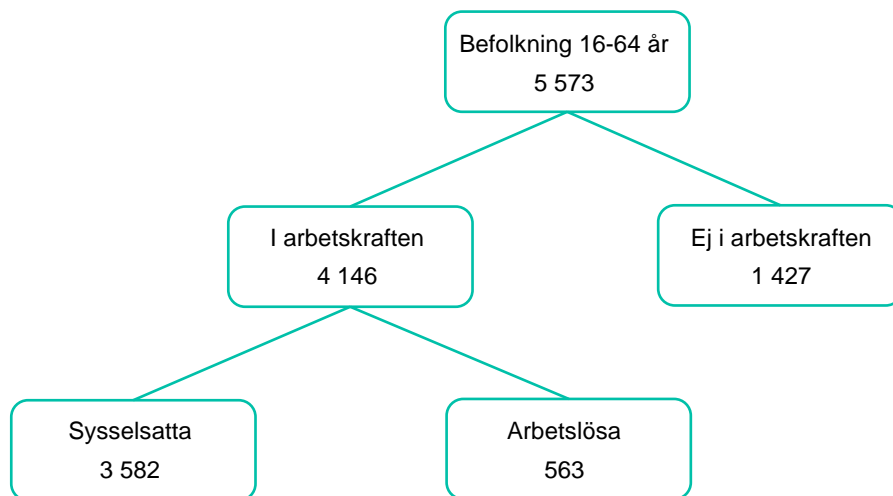 Befolkning 16-64 år
5 573
I arbetskraften
4 146
Ej i arbetskraften
1 427
Sysselsatta
3 582
Arbetslösa
563